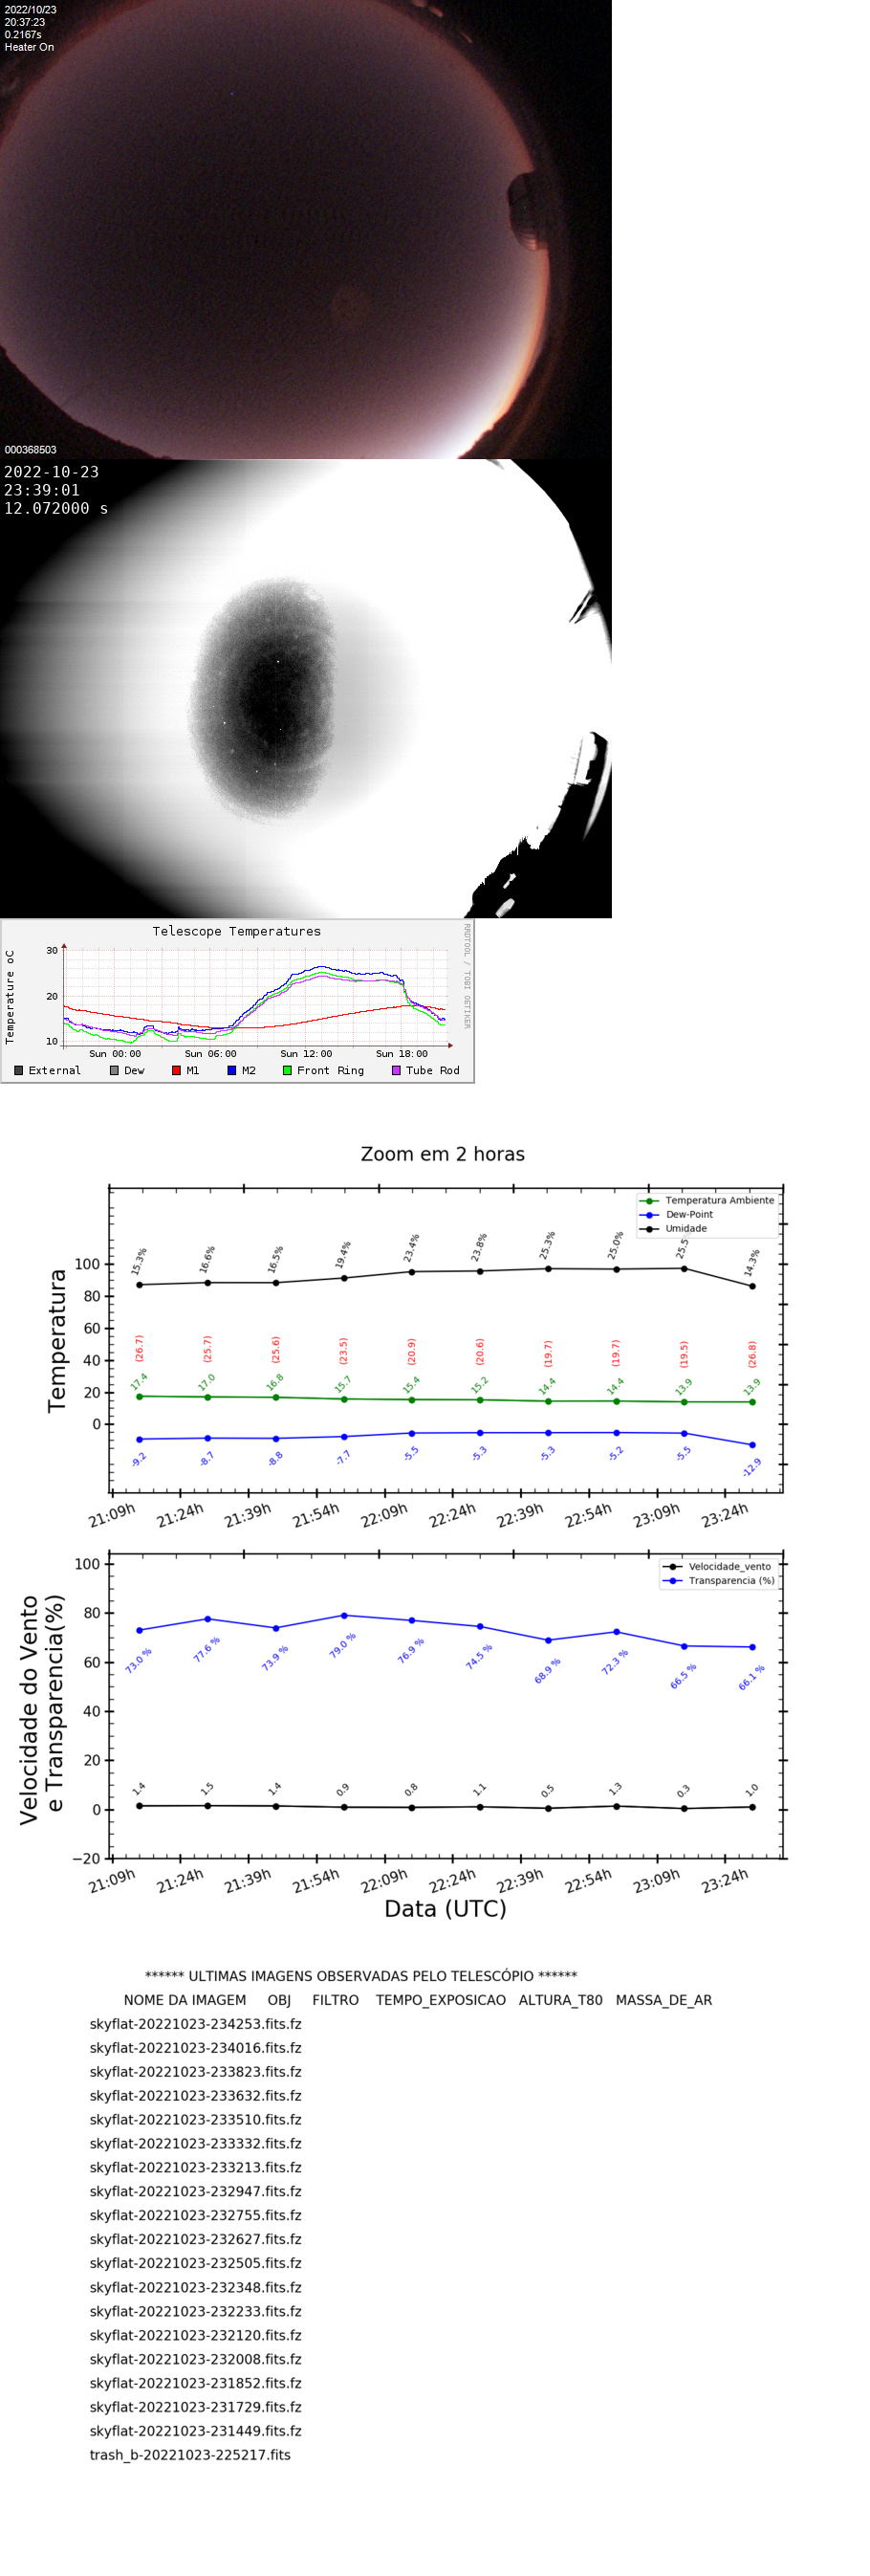 2022/10/23
20:37:23
0.2167s
Heater On
000368503
2022-10-23
23:39:01
12.072000 s
Telescope Temperatures
RRDTOOL / TOBI OETIKER
Temperature oC
30
20
10
Sun 00:00 Sun 06:00 Sun 12:00 Sun 18:00
External Dew M1 M2 Front Ring Tube Rod
Zoom em 2 horas
Temperatura Ambiente
Dew-Point
Umidade
Temperatura
100
80
60
40
20
0
15.3% 16.6% 16.5% 19.4% 23.4% 23.8% 25.3% 25.0% 14.3%
(26.7) (25.7) (25.6) (23.5) (20.9) (20.6) (19.7) (19.7) (19.5) (26.8)
17.4 17.0 16.8 15.7 15.4 15.2 14.4 14.4 13.9 13.9
-9.2 -8.7 -8.8 -7.7 -5.5 -5.3 -5.3 -5.2 -5.5 -12.9
21:09h 21:24h 21:39h 21:54h 22:09h 22:24h 22:39h 22:54h 23:09h 23:24h
Velocidade_vento
Transparencia (%)
Velocidade do Vento
e Transparencia(%)
100
80
60
40
20
0
−20
73.0 % 77.6 % 73.9 % 79.0 % 76.9 % 74.5 % 68.9 % 72.3 % 66.5 % 66.1 %
1.4 1.5 1.4 0.9 0.8 1.1 0.5 1.3 0.3 1.0
21:09h 21:24h 21:39h 21:54h 22:09h 22:24h 22:39h 22:54h 23:09h 23:24h
Data (UTC)
****** ULTIMAS IMAGENS OBSERVADAS PELO TELESCÓPIO ******
NOME DA IMAGEM OBJ FILTRO TEMPO_EXPOSICAO ALTURA_T80 MASSA_DE_AR
skyflat-20221023-234253.fits.fz
skyflat-20221023-234016.fits.fz
skyflat-20221023-233823.fits.fz
skyflat-20221023-233632.fits.fz
skyflat-20221023-233510.fits.fz
skyflat-20221023-233332.fits.fz
skyflat-20221023-233213.fits.fz
skyflat-20221023-232947.fits.fz
skyflat-20221023-232755.fits.fz
skyflat-20221023-232627.fits.fz
skyflat-20221023-232505.fits.fz
skyflat-20221023-232348.fits.fz
skyflat-20221023-232233.fits.fz
skyflat-20221023-232120.fits.fz
skyflat-20221023-232008.fits.fz
skyflat-20221023-231852.fits.fz
skyflat-20221023-231729.fits.fz
skyflat-20221023-231449.fits.fz
trash_b-20221023-225217.fits